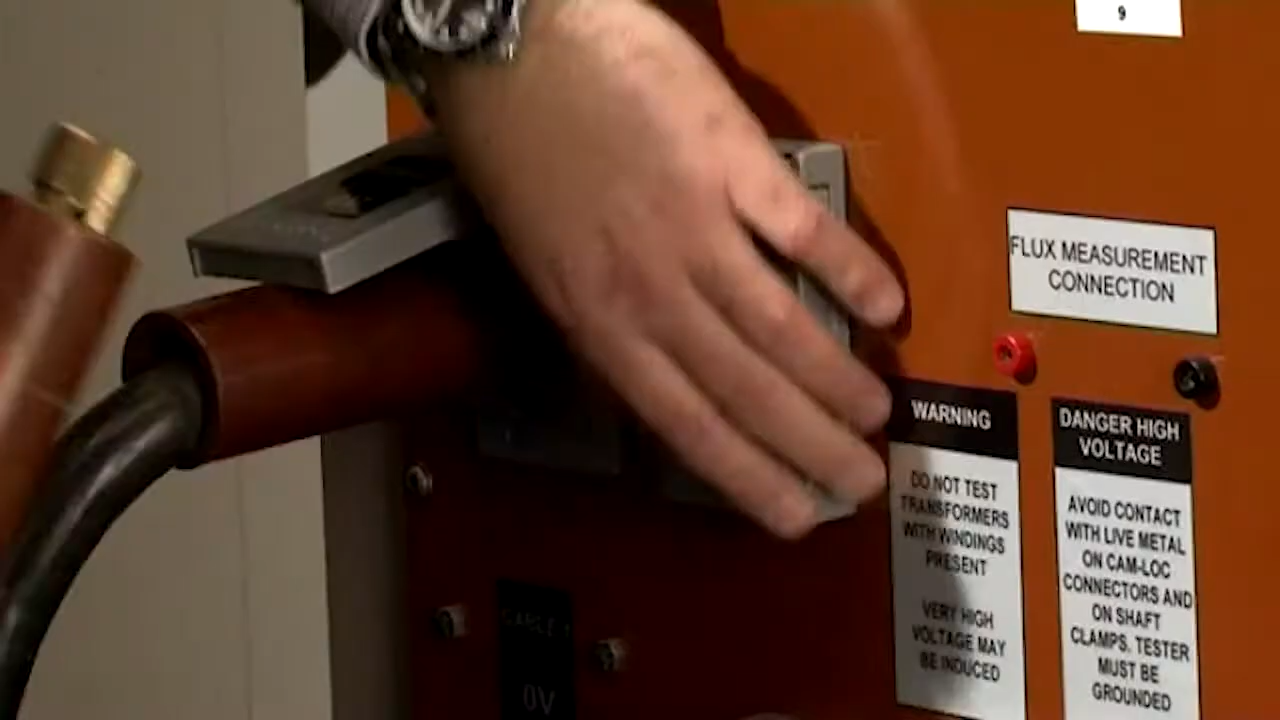 9
FLUX MEASUREMENT
CONNECTION
WARNING
DO NOT TEST
TRANSFORMERS
WITH WINDINGS
PRESENT
VERY HIGH
VOLTAGE MAY
BE INDUCED
DANGER HIGH
VOLTAGE
AVOID CONTACT
WITH LIVE METAL
ON CAM-LOC
CONNECTORS AND
ON SHAFT
CLAMPS. TESTER
MUST BE
GROUNDED
CABLE
0V